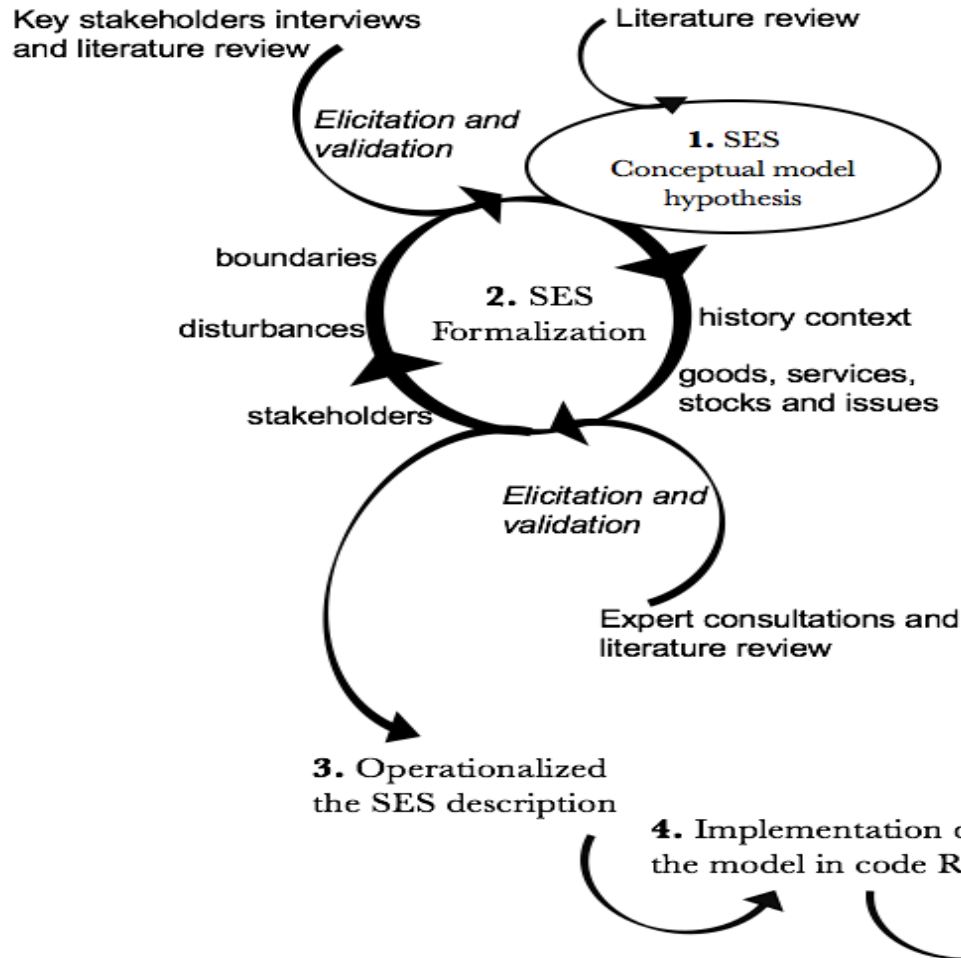 Key stakeholders interviews
and literature review
Literature review
Elicitation and
validation
1. SES
Conceptual model
hypothesis
boundaries
disturbances
stakeholders
2. SES
Formalization
history context
goods, services,
stocks and issues
Elicitation and
validation
Expert consultations and
literature review
3. Operationalized
the SES description
4. Implementation
the model in code R